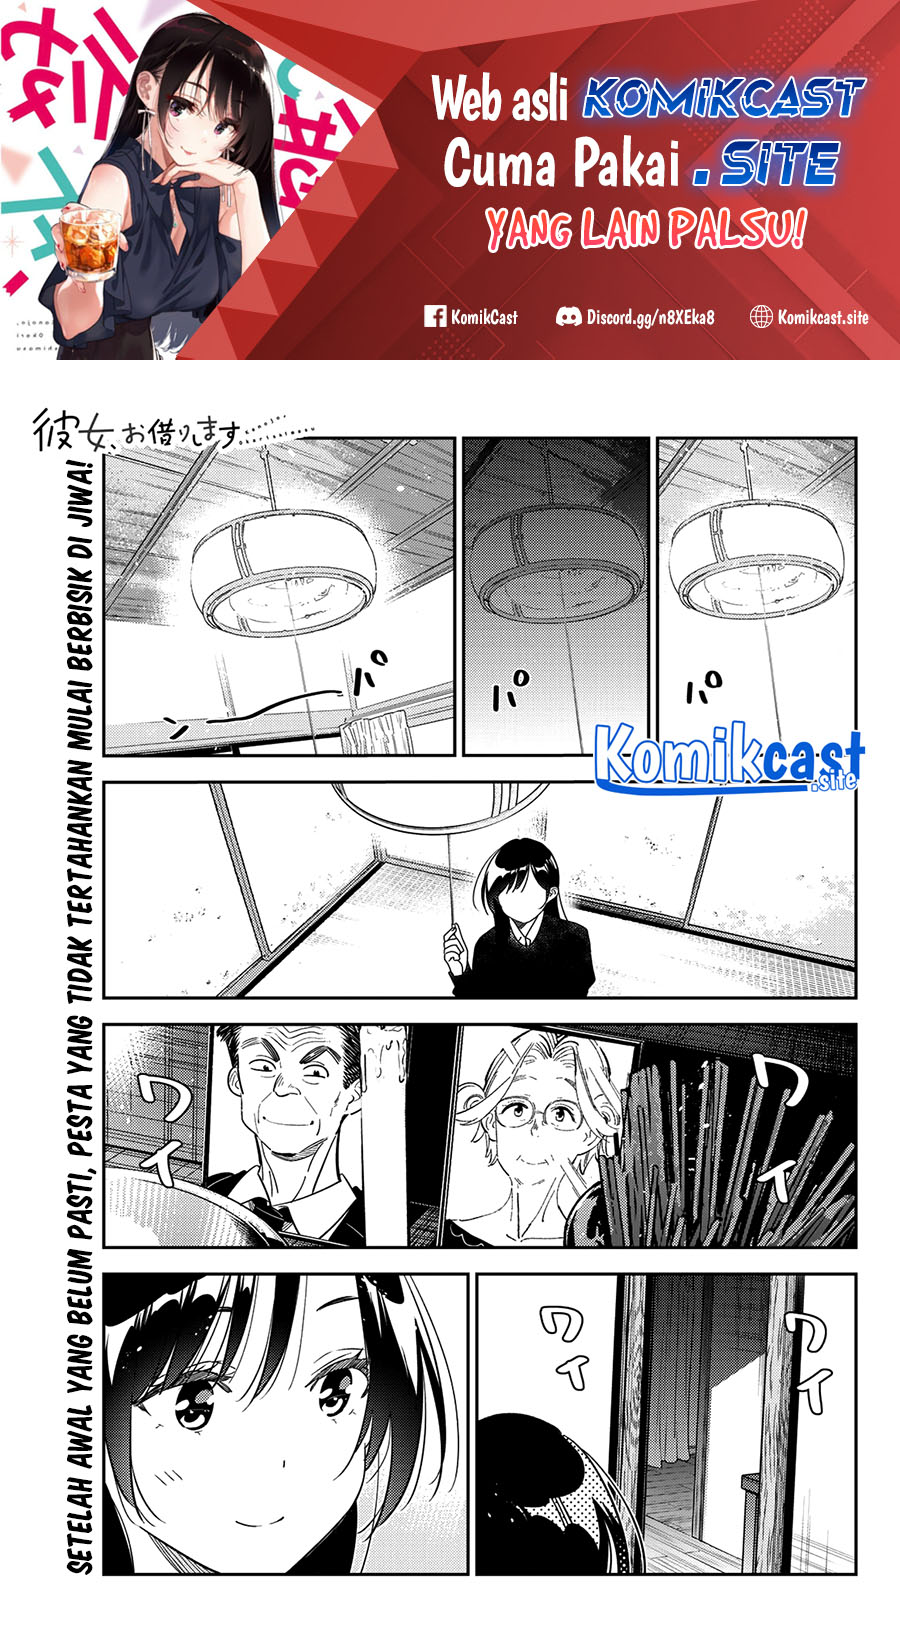 Web asli KOMIKCAST
Cuma Pakai .SITE
YANG LAIN PALSU!
KomikCast
Discord.gg/n8XEka8
Komikcast.site
彼女、お借りします
SETELAH AWAL YANG BELUM PASTI, PESTA YANG TIDAK TERTAHANKAN MULAI BERBISIK DI JIWA!
パ
パ
パ
ン
Komikcast
.site
ワイ
ワイ
ワイ
ワイ